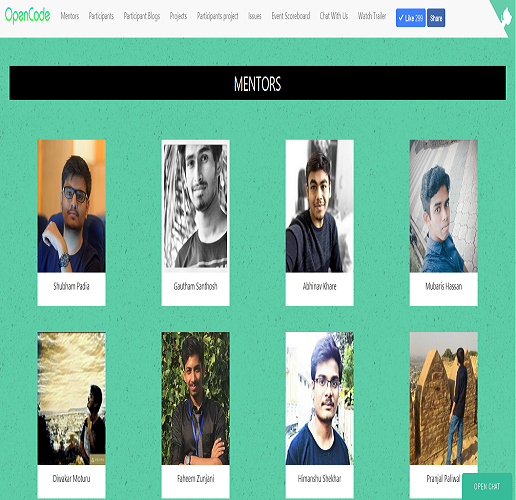 OpenCode Mentors Participants Participant Blogs Projects Participants project Issues Event Scoreboard Chat With Us Watch Trailer Like 299 Share
MENTORS
Shubham Padia Gautham Santhosh Abhinav Khare Mubaris Hassan
Diwakar Moturu Faheem Zunjani Himanshu Shekhar Pranjal Paliwal
OPEN CHAT